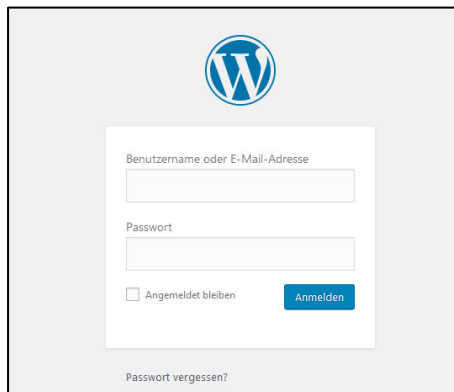 Benutzername oder E-Mail-Adresse
Passwort
Angemeldet bleiben
Anmelden
Passwort vergessen?